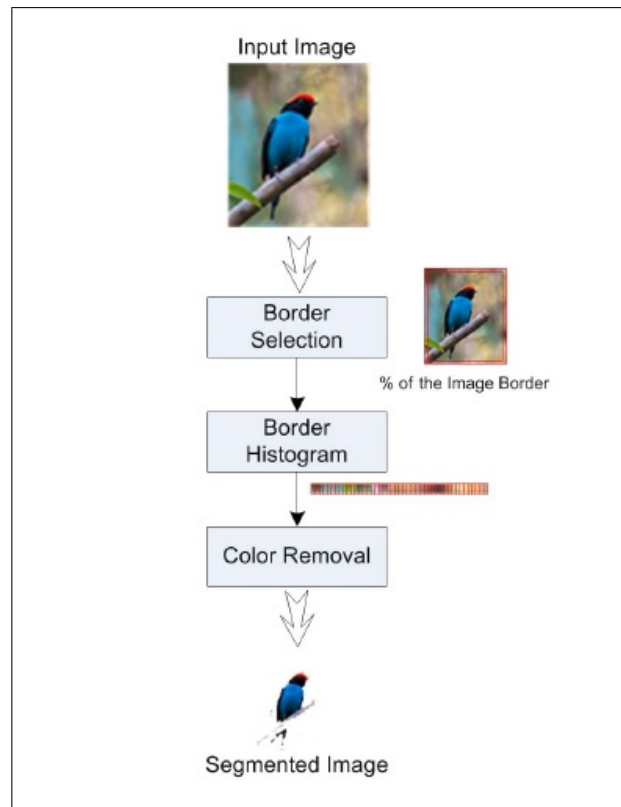 Input Image
Border
Selection
% of the Image Border
Border
Histogram
Color Removal
Segmented Image